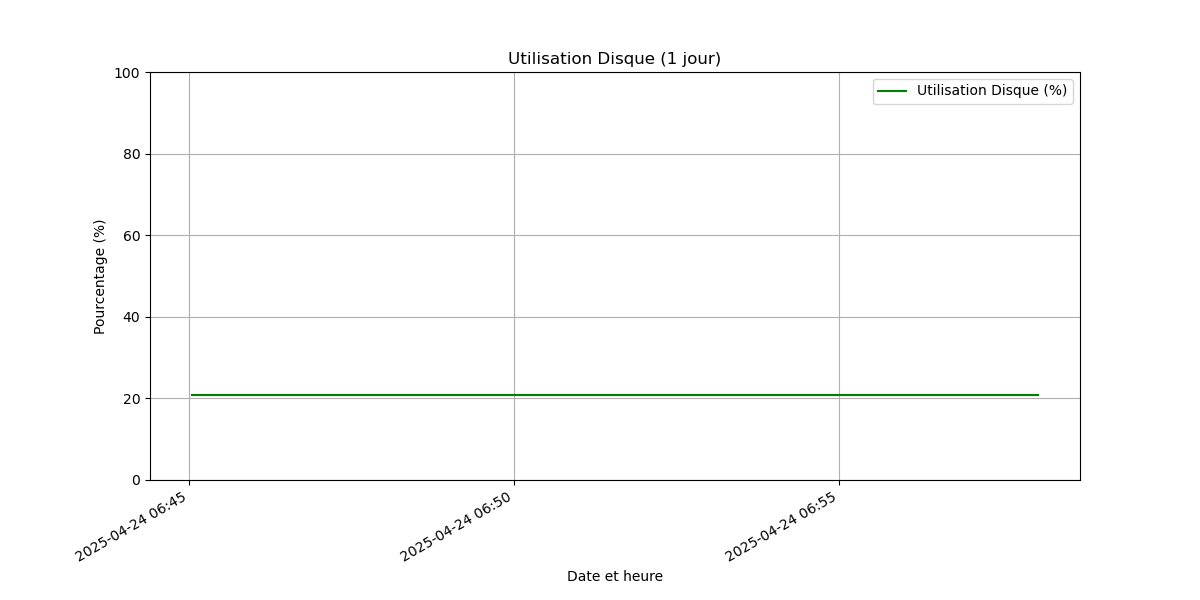 Utilisation Disque (1 jour)
Utilisation Disque (%)
100
80
60
40
20
0
Pourcentage (%)
2025-04-24 06:45
2025-04-24 06:50
2025-04-24 06:55
Date et heure